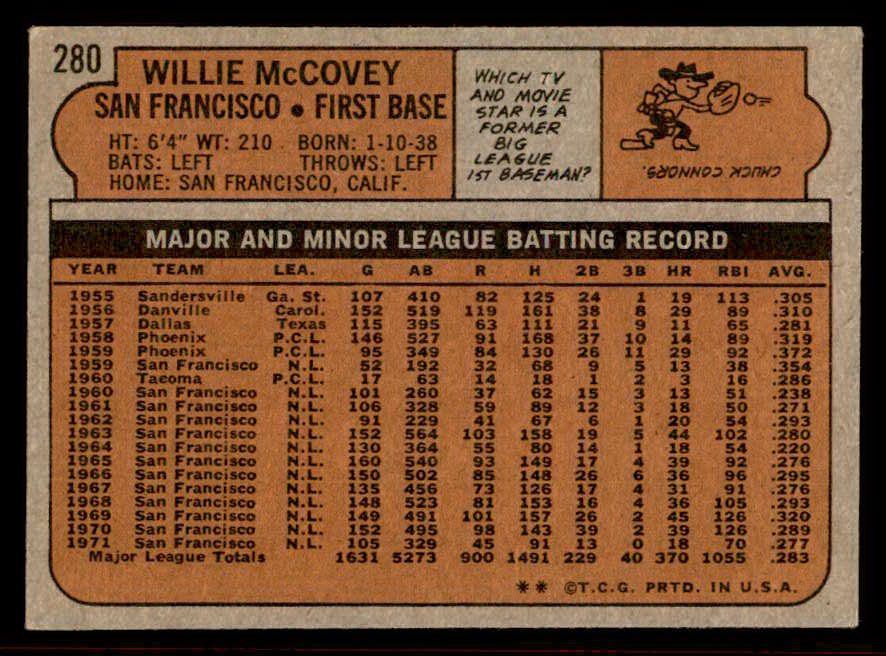 280
WILLIE McCOVEY
SAN FRANCISCO • FIRST BASE
HT: 6'4" WT: 210 BORN: 1-10-38
BATS: LEFT THROWS: LEFT
HOME: SAN FRANCISCO, CALIF.
WHICH TV
AND MOVIE
STAR IS A
FORMER
BIG
LEAGUE
1ST BASEMAN?
CHUCK CONNORS.
MAJOR AND MINOR LEAGUE BATTING RECORD
YEAR TEAM LEA. G AB R H 2B 3B HR RBI AVG.
1955 Sandersville Ga. St. 107 410 82 125 24 1 19 113 .305
1956 Danville Carol. 152 519 119 161 38 8 29 89 .310
1957 Dallas Texas 115 395 63 111 21 9 11 65 .281
1958 Phoenix P.C.L. 146 527 91 168 37 10 14 89 .319
1959 Phoenix P.C.L. 95 349 84 130 26 11 29 92 .372
1959 San Francisco N.L. 52 192 32 68 9 5 13 38 .354
1960 Tacoma P.C.L. 17 63 14 18 1 2 3 16 .286
1960 San Francisco N.L. 101 260 37 62 15 3 13 51 .238
1961 San Francisco N.L. 106 328 59 89 12 3 18 50 .271
1962 San Francisco N.L. 91 229 41 67 6 1 20 54 .293
1963 San Francisco N.L. 152 564 103 158 19 5 44 102 .280
1964 San Francisco N.L. 130 364 55 80 14 1 18 54 .220
1965 San Francisco N.L. 160 540 93 149 17 4 39 92 .276
1966 San Francisco N.L. 150 502 85 148 26 6 36 96 .295
1967 San Francisco N.L. 135 456 73 126 17 4 31 91 .276
1968 San Francisco N.L. 148 523 81 153 16 4 36 105 .293
1969 San Francisco N.L. 149 491 101 157 26 2 45 126 .320
1970 San Francisco N.L. 152 495 98 143 39 2 39 126 .289
1971 San Francisco N.L. 105 329 45 91 13 0 18 70 .277
Major League Totals 1631 5273 900 1491 229 40 370 1055 .283
** ©T.C.G. PRTD. IN U.S.A.